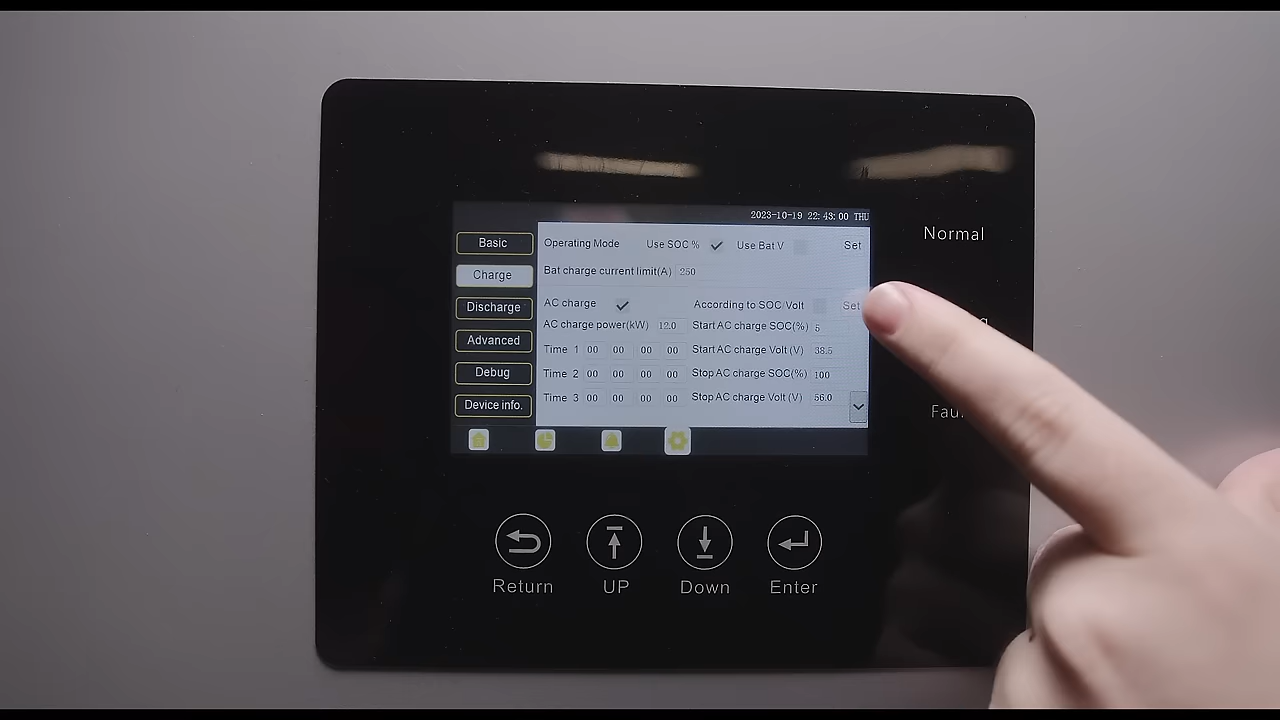 2023-10-19 22:43:00 THU
Basic
Charge
Discharge
Advanced
Debug
Device info.
Operating Mode Use SOC % Use Bat V Set
Bat charge current limit(A) 250
AC charge According to SOC/Volt Set
AC charge power(kW) 12.0 Start AC charge SOC(%) 5
Time 1 00 00 00 00 Start AC charge Volt (V) 38.5
Time 2 00 00 00 00 Stop AC charge SOC(%) 100
Time 3 00 00 00 00 Stop AC charge Volt (V) 56.0
Normal
Return UP Down Enter